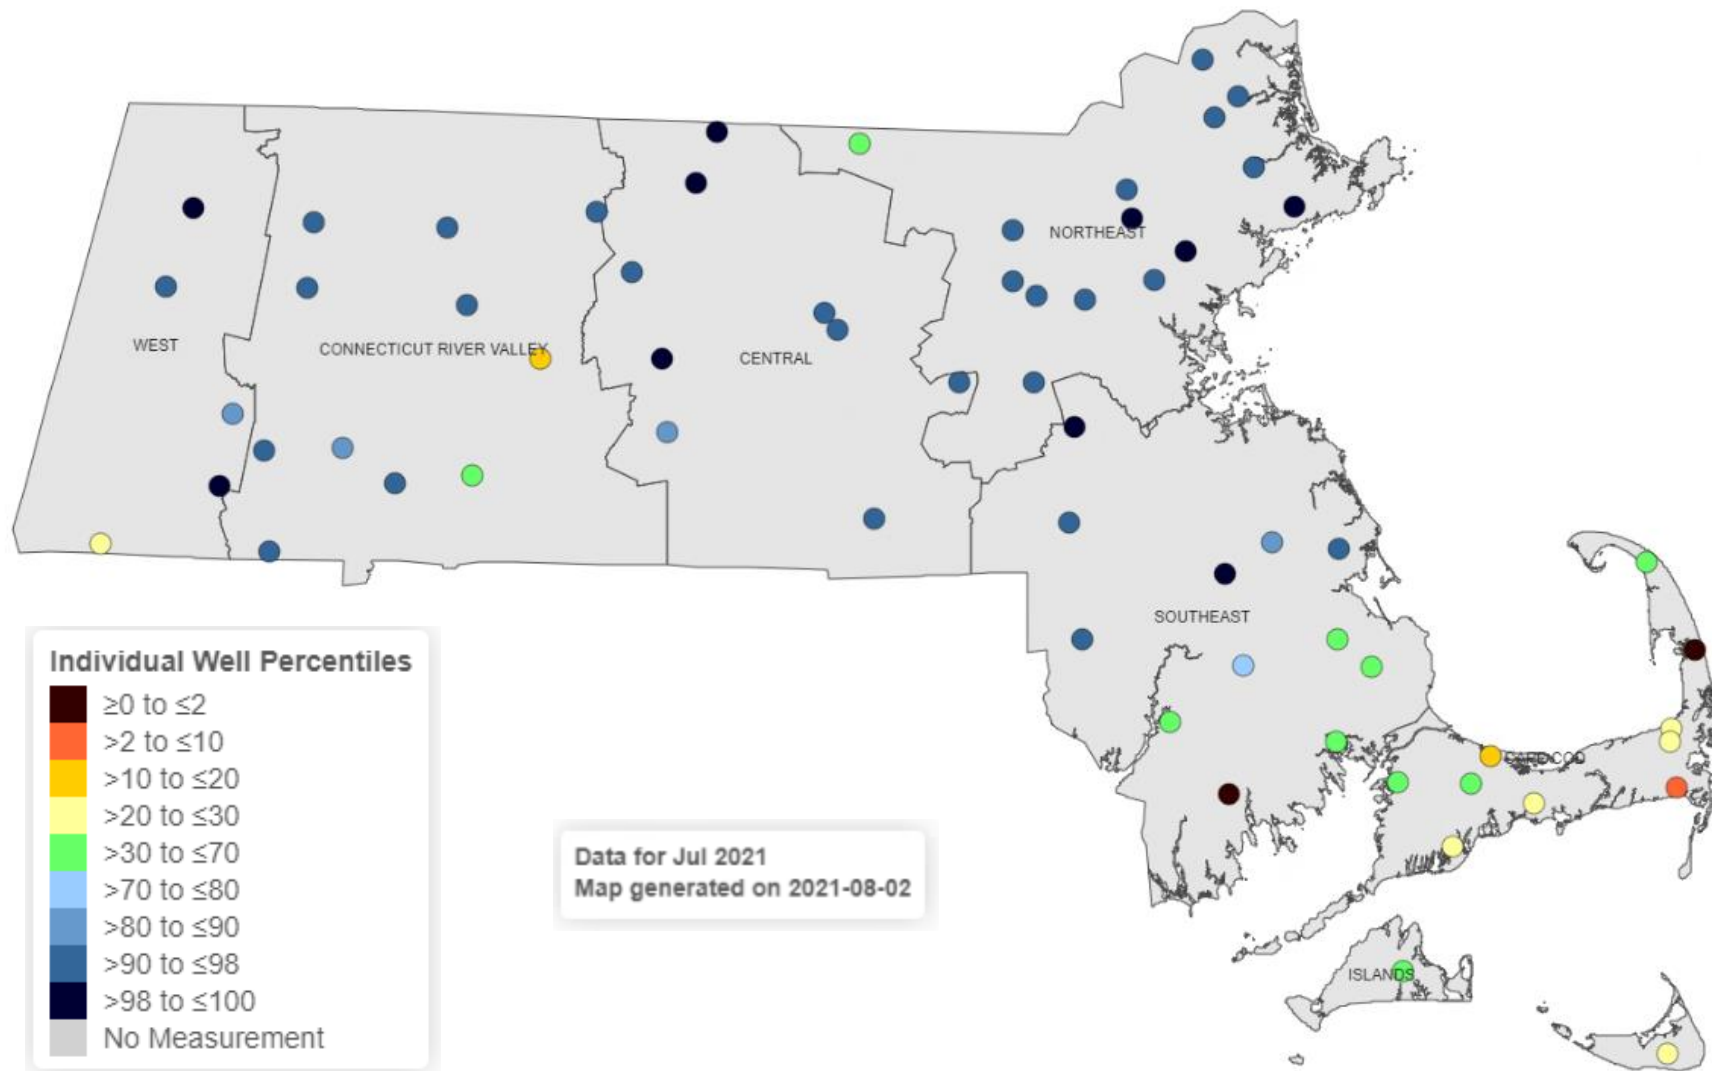 NORTHEAST
WEST
CONNECTICUT RIVER VALLEY
CENTRAL
SOUTHEAST
CAPE COD
ISLANDS
Individual Well Percentiles
≥0 to ≤2
>2 to ≤10
>10 to ≤20
>20 to ≤30
>30 to ≤70
>70 to ≤80
>80 to ≤90
>90 to ≤98
>98 to ≤100
No Measurement
Data for Jul 2021
Map generated on 2021-08-02